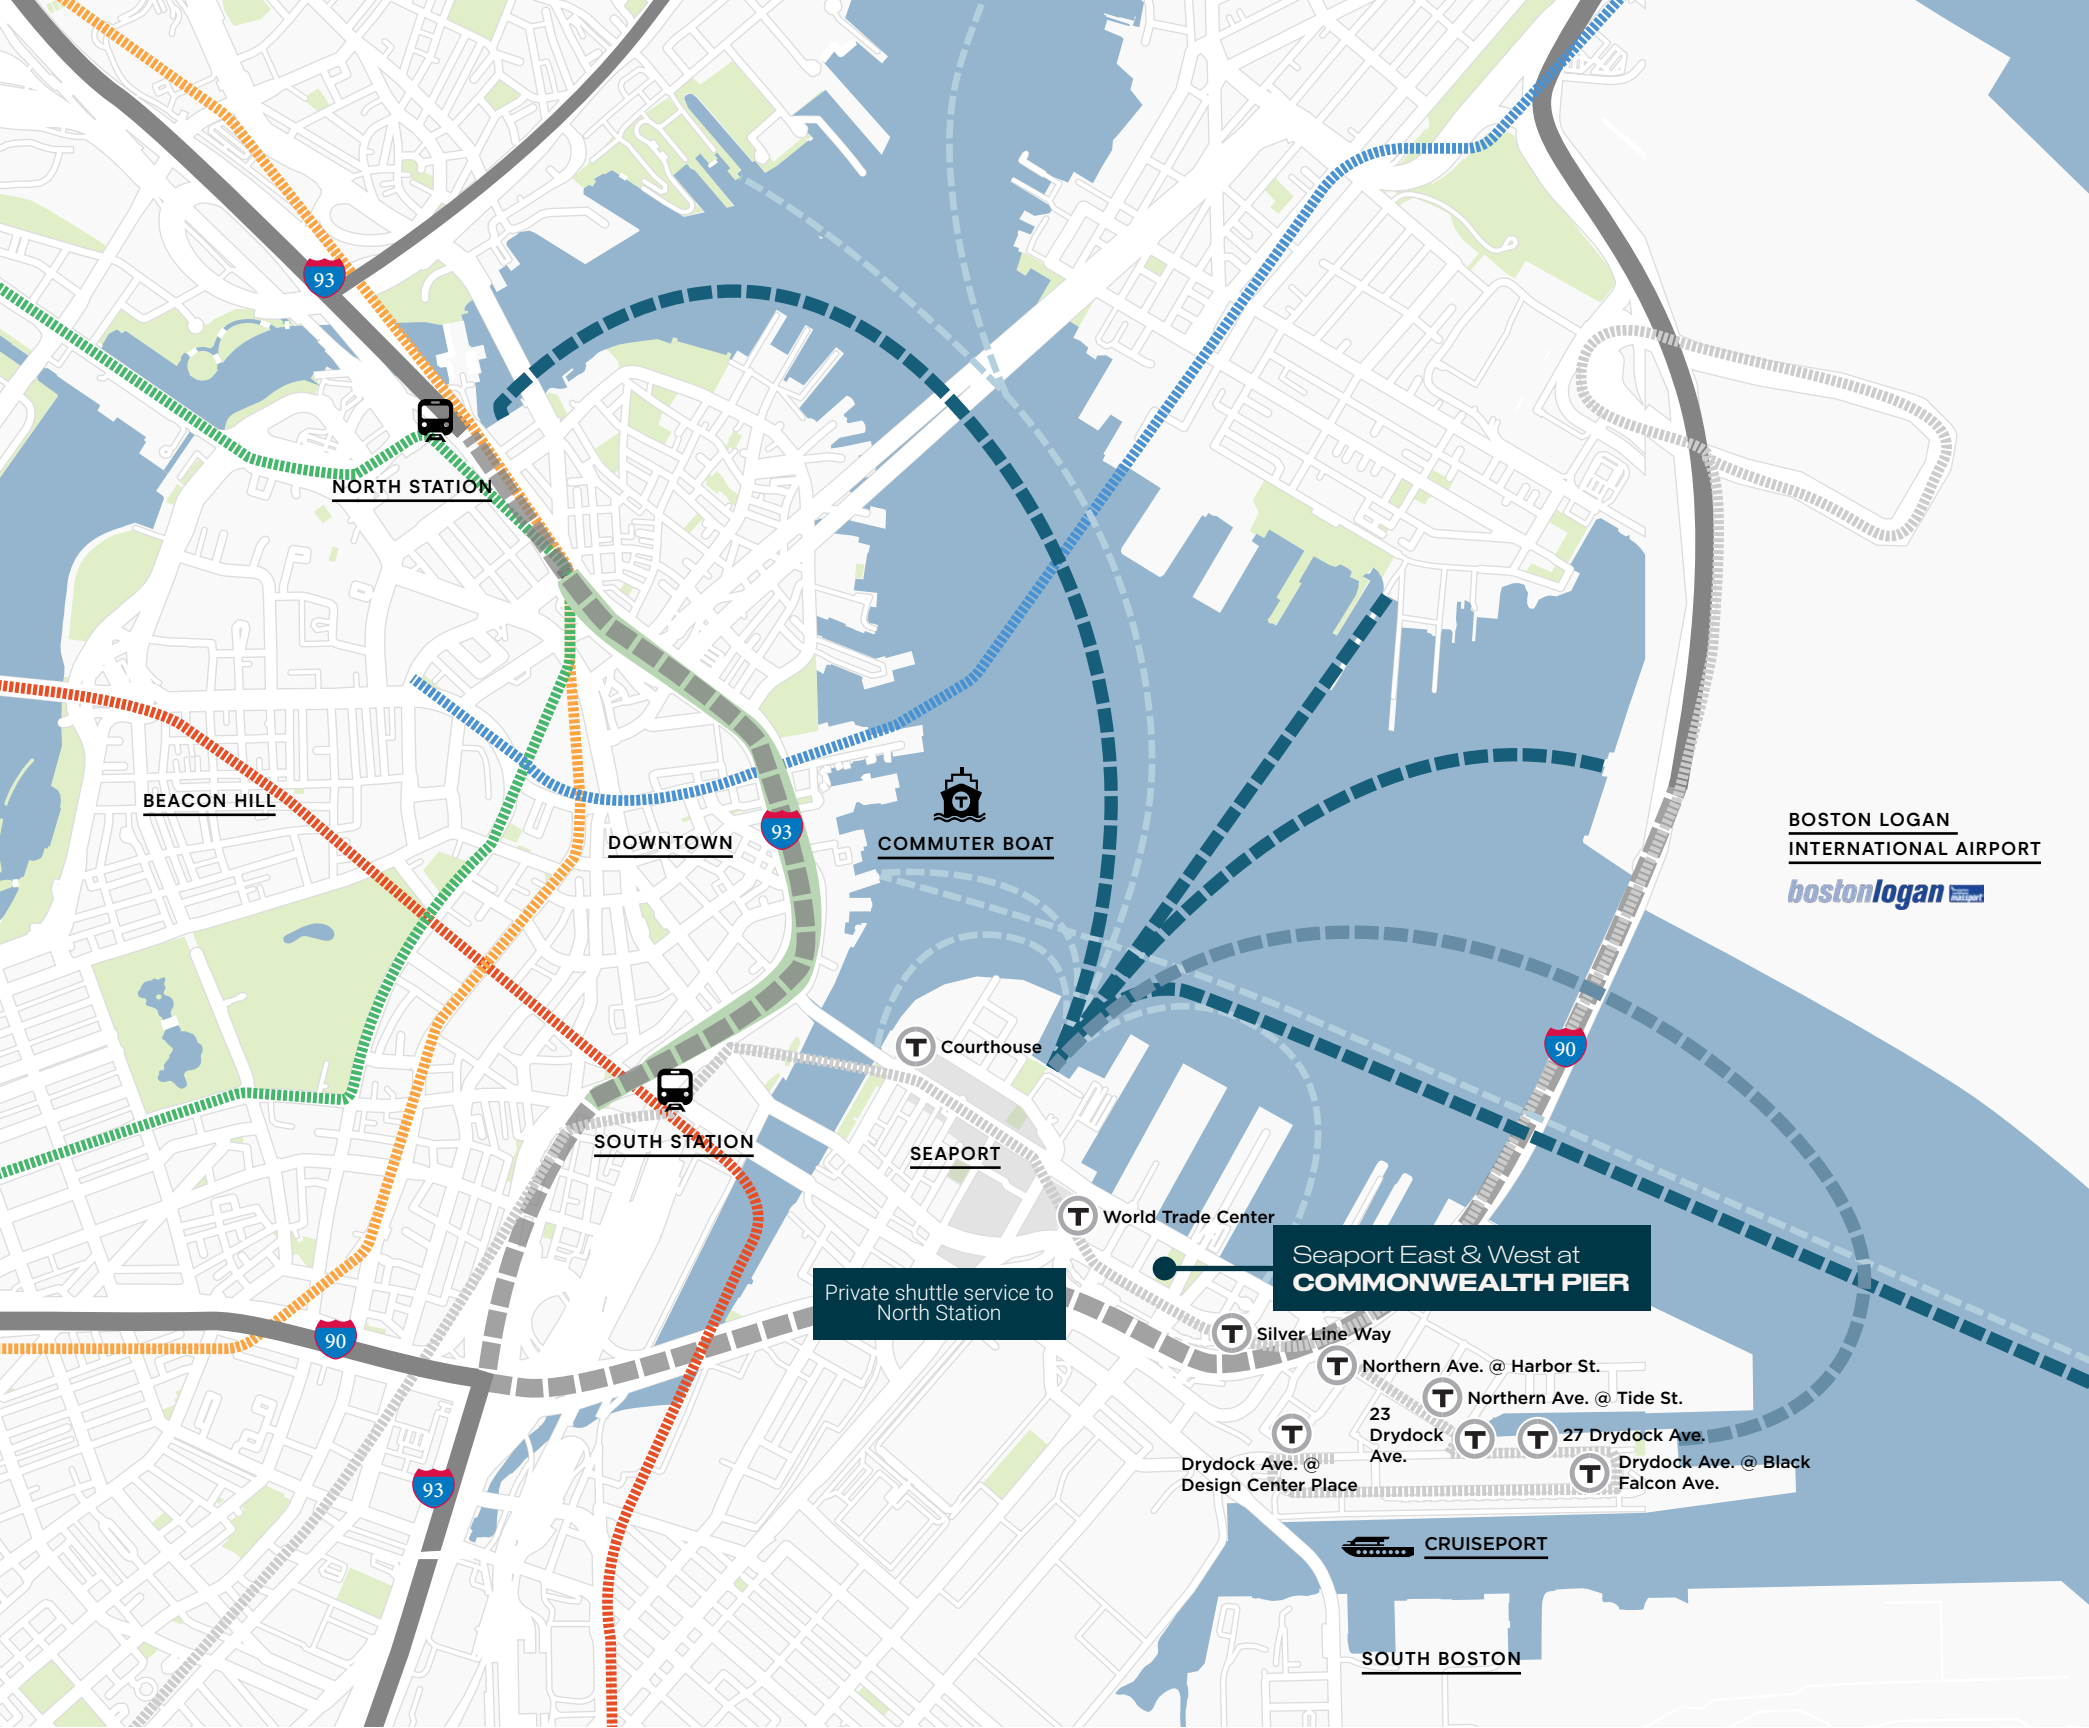 93
NORTH STATION
BEACON HILL
DOWNTOWN
93
T
COMMUTER BOAT
BOSTON LOGAN
INTERNATIONAL AIRPORT
bostonlogan
massport
T Courthouse
90
SOUTH STATION
SEAPORT
T World Trade Center
Seaport East & West at
COMMONWEALTH PIER
Private shuttle service to
North Station
90
T Silver Line Way
T Northern Ave. @ Harbor St.
T Northern Ave. @ Tide St.
23
Drydock
Ave.
T
T 27 Drydock Ave.
T
Drydock Ave. @
Design Center Place
T
Drydock Ave. @ Black
Falcon Ave.
93
CRUISEPORT
SOUTH BOSTON